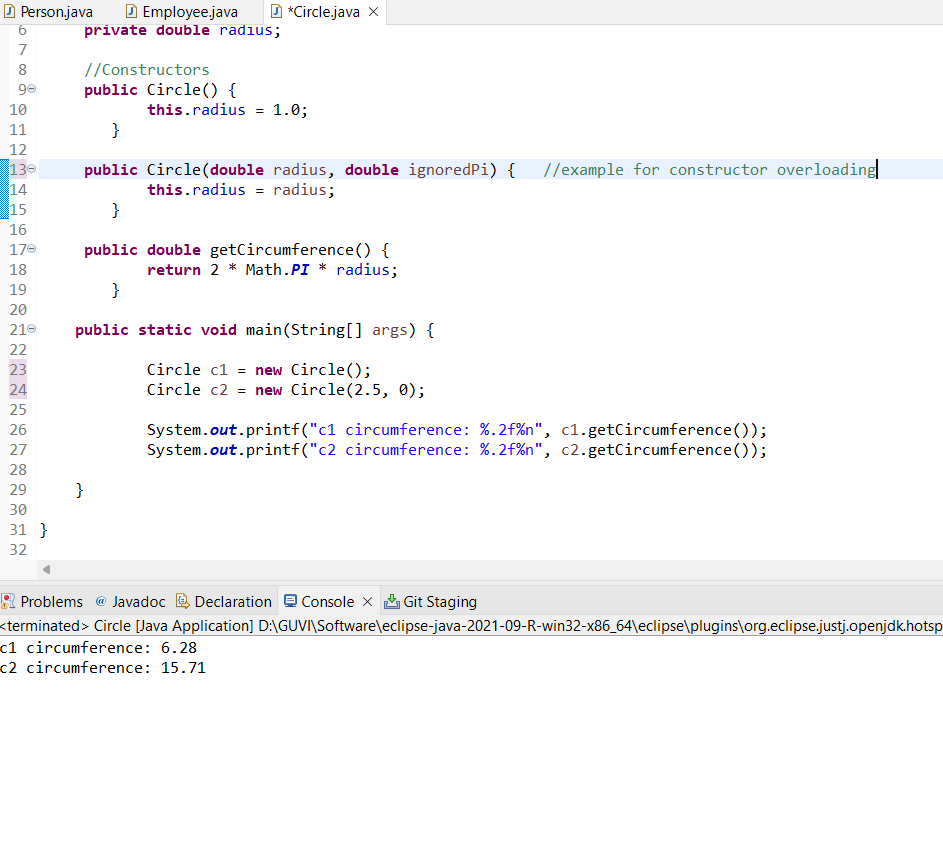 Person.java Employee.java *Circle.java
6 private double radius;
7
8 //Constructors
9 public Circle() {
10 this.radius = 1.0;
11 }
12
13 public Circle(double radius, double ignoredPi) { //example for constructor overloading
14 this.radius = radius;
15 }
16
17 public double getCircumference() {
18 return 2 * Math.PI * radius;
19 }
20
21 public static void main(String[] args) {
22
23 Circle c1 = new Circle();
24 Circle c2 = new Circle(2.5, 0);
25
26 System.out.printf("c1 circumference: %.2f%n", c1.getCircumference());
27 System.out.printf("c2 circumference: %.2f%n", c2.getCircumference());
28
29 }
30
31 }
32
Problems @ Javadoc Declaration Console Git Staging
<terminated> Circle [Java Application] D:\GUVI\Software\eclipse-java-2021-09-R-win32-x86_64\eclipse\plugins\org.eclipse.justj.openjdk.hotsp
c1 circumference: 6.28
c2 circumference: 15.71